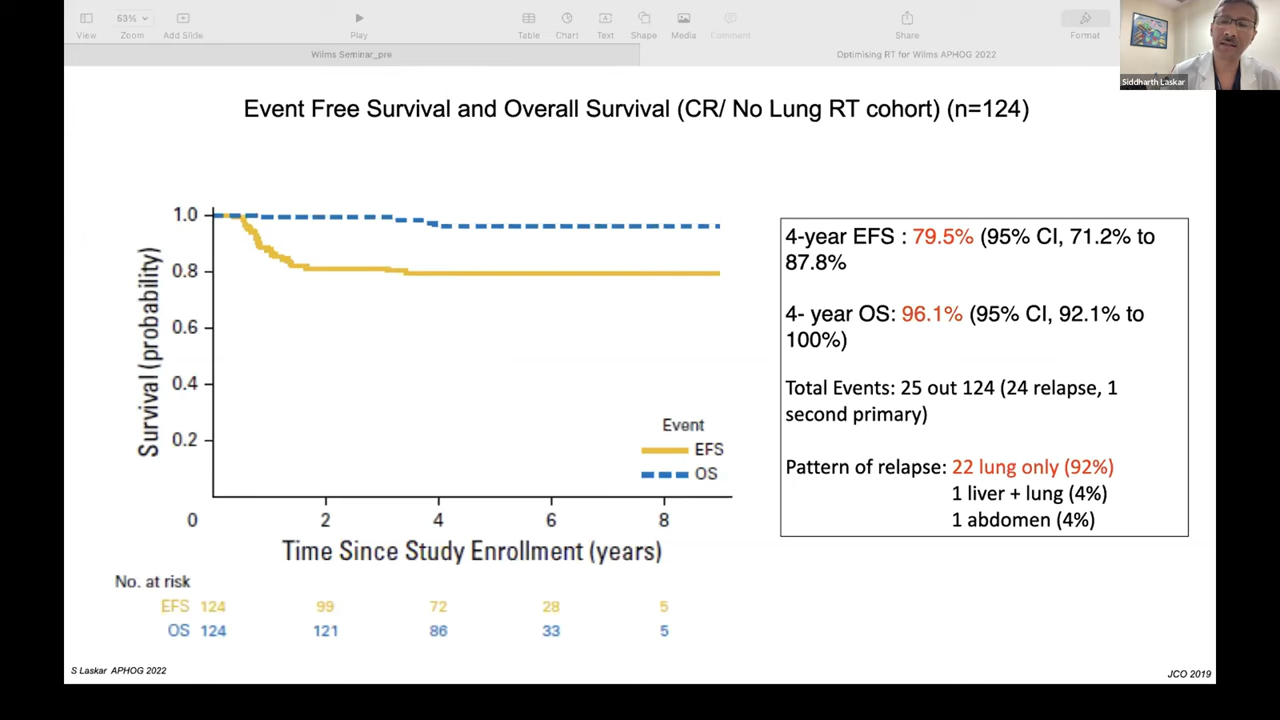 View
53%
Zoom
Add Slide
Play
Table
Chart
Text
Shape
Media
Comment
Share
Format
Wilms Seminar_pre
Optimising RT for Wilms APHOG 2022
Siddharth Laskar
Event Free Survival and Overall Survival (CR/ No Lung RT cohort) (n=124)
Survival (probability)
1.0
0.8
0.6
0.4
0.2
Event
EFS
OS
0 2 4 6 8
Time Since Study Enrollment (years)
No. at risk
EFS 124 99 72 28 5
OS 124 121 86 33 5
4-year EFS : 79.5% (95% CI, 71.2% to
87.8%
4- year OS: 96.1% (95% CI, 92.1% to
100%)
Total Events: 25 out 124 (24 relapse, 1
second primary)
Pattern of relapse: 22 lung only (92%)
1 liver + lung (4%)
1 abdomen (4%)
S Laskar APHOG 2022
JCO 2019